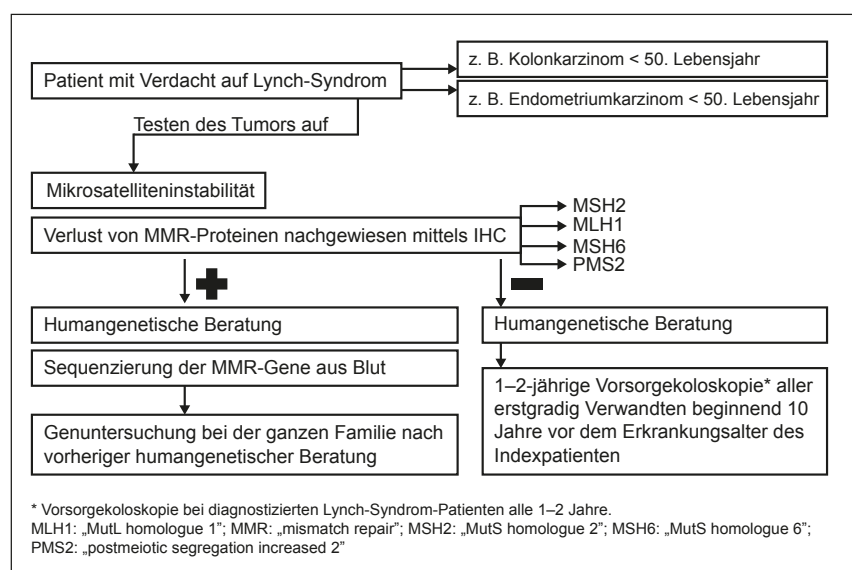 Patient mit Verdacht auf Lynch-Syndrom
z. B. Kolonkarzinom < 50. Lebensjahr
z. B. Endometriumkarzinom < 50. Lebensjahr
Testen des Tumors auf
Mikrosatelliteninstabilität
Verlust von MMR-Proteinen nachgewiesen mittels IHC
MSH2
MLH1
MSH6
PMS2
Humangenetische Beratung
Sequenzierung der MMR-Gene aus Blut
Genuntersuchung bei der ganzen Familie nach
vorheriger humangenetischer Beratung
Humangenetische Beratung
1–2-jährige Vorsorgekoloskopie* aller
erstgradig Verwandten beginnend 10
Jahre vor dem Erkrankungsalter des
Indexpatienten
* Vorsorgekoloskopie bei diagnostizierten Lynch-Syndrom-Patienten alle 1–2 Jahre.
MLH1: „MutL homologue 1”; MMR: „mismatch repair”; MSH2: „MutS homologue 2”; MSH6: „MutS homologue 6”;
PMS2: „postmeiotic segregation increased 2”